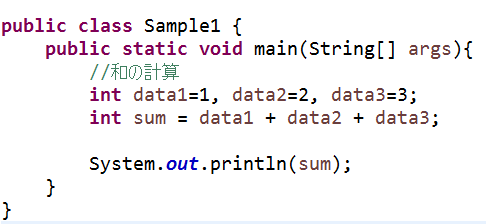 public class Sample1 {
    public static void main(String[] args){
        //和の計算
        int data1=1, data2=2, data3=3;
        int sum = data1 + data2 + data3;

        System.out.println(sum);
    }
}